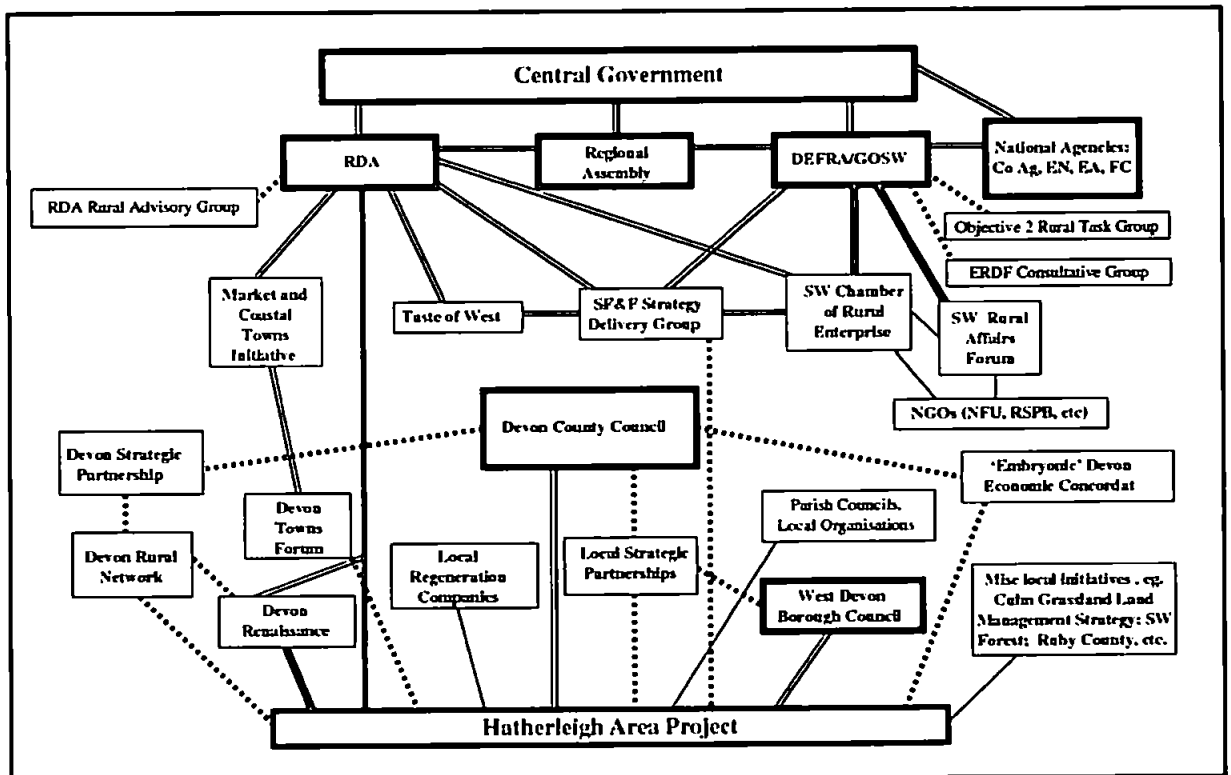 Central Government
RDA
Regional
Assembly
DEFRA/GOSW
National Agencies:
Co Ag, EN, EA, FC
RDA Rural Advisory Group
Objective 2 Rural Task Group
ERDF Consultative Group
Market and
Coastal
Towns
Initiative
Taste of West
SF&F Strategy
Delivery Group
SW Chamber
of Rural
Enterprise
SW Rural
Affairs
Forum
NGOs (NFU, RSPB, etc)
Devon County Council
Devon Strategic
Partnership
'Embryonic' Devon
Economic Concordat
Devon
Towns
Forum
Parish Councils,
Local Organisations
Devon Rural
Network
Local
Regeneration
Companies
Local Strategic
Partnerships
Misc local initiatives, eg.
Culm Grassland Land
Management Strategy; SW
Forest; Ruby County, etc.
Devon
Renaissance
West Devon
Borough Council
Hatherleigh Area Project